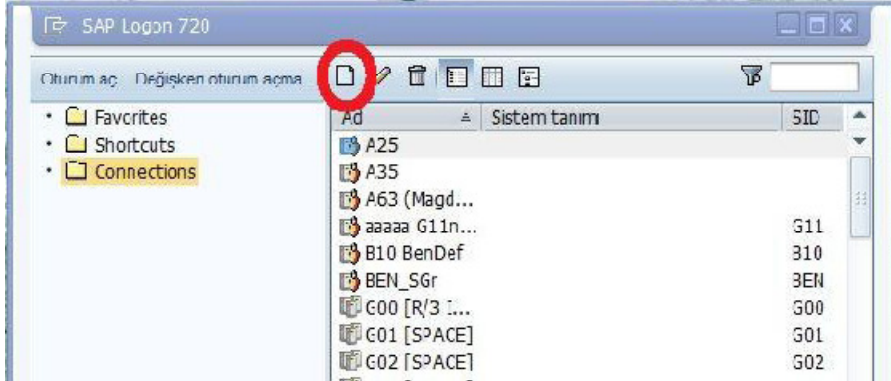 SAP Logon 720
Oturum aç Değişken oturum açma
Favorites
Shortcuts
Connections
Ad Sistem tanımı SID
A25
A35
A63 (Magd...
aaaaa G11n... G11
B10 BenDef B10
BEN_SGr BEN
G00 [R/3 I... G00
G01 [SPACE] G01
G02 [SPACE] G02